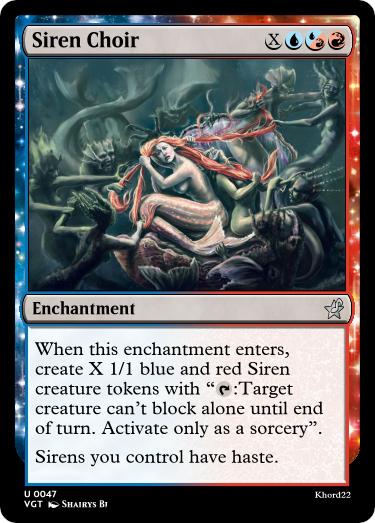 Siren Choir X
Enchantment
When this enchantment enters,
create X 1/1 blue and red Siren
creature tokens with “:Target
creature can't block alone until end
of turn. Activate only as a sorcery”.
Sirens you control have haste.
U 0047 Khord22
VGT SHAIRYS BI